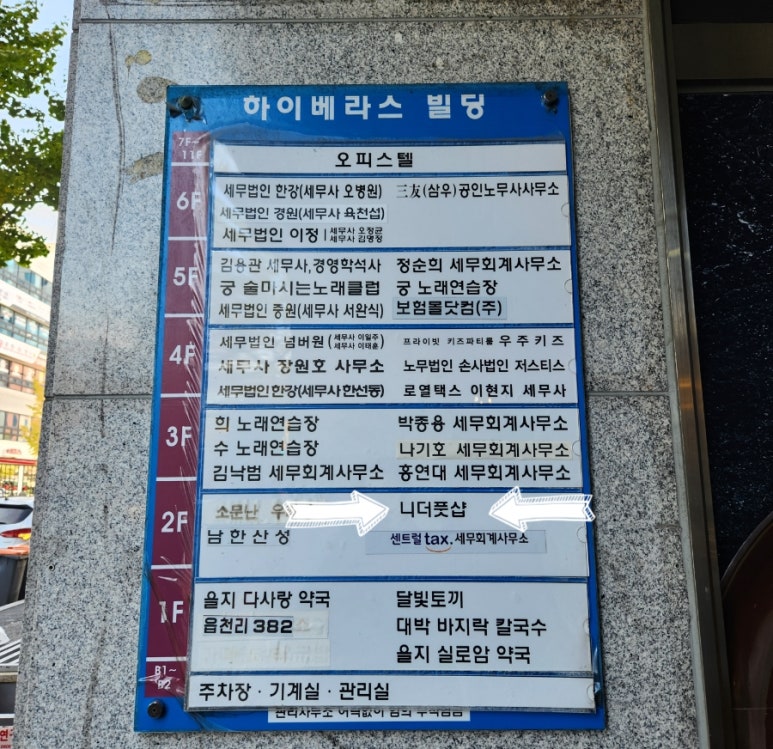 하이베라스 빌딩
7F~
11F
오피스텔
6F
세무법인 한강(세무사 오병원) 三友(삼우)공인노무사사무소
세무법인 경원(세무사 육천섭)
세무법인 이정 | 세무사 오정균
세무사 김명정
5F
김용관 세무사,경영학석사 정순희 세무회계사무소
궁 술마시는노래클럽 궁 노래연습장
세무법인 중원(세무사 서완식) 보험몰닷컴(주)
4F
세무법인 넘버원(세무사 이일주
세무사 이태훈) 프라이빗 키즈파티룸 우주키즈
세무사 장원호 사무소 노무법인 손사법인 저스티스
세무법인한강(세무사 한선동) 로열택스 이현지 세무사
3F
희 노래연습장 박종용 세무회계사무소
수 노래연습장 나기호 세무회계사무소
김낙범 세무회계사무소 홍연대 세무회계사무소
2F
소문난 니더풋샵
남한산성 센트럴 tax.세무회계사무소
1F
을지 다사랑 약국 달빛토끼
읍천리 382 대박 바지락 칼국수
을지 실로암 약국
B1~
B2
주차장·기계실·관리실
관리사무소 허락없이